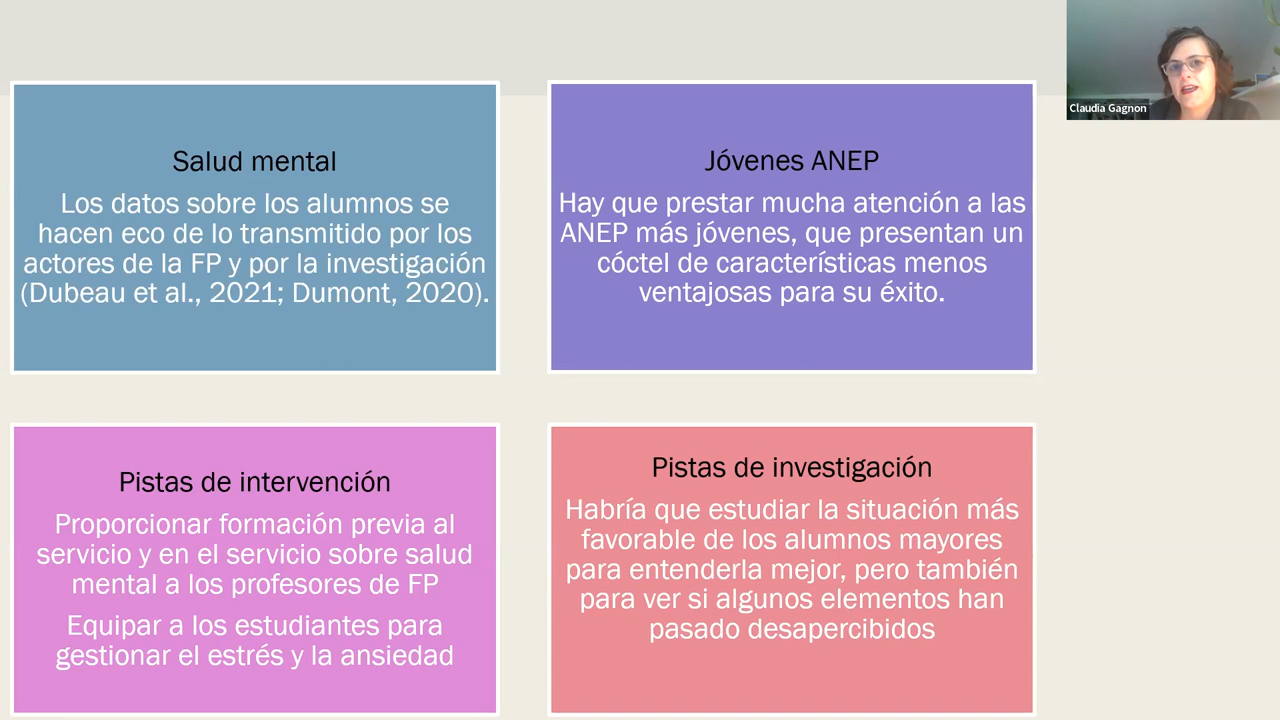 Salud mental
Los datos sobre los alumnos se
hacen eco de lo transmitido por los
actores de la FP y por la investigación
(Dubeau et al., 2021; Dumont, 2020).
Jóvenes ANEP
Hay que prestar mucha atención a las
ANEP más jóvenes, que presentan un
cóctel de características menos
ventajosas para su éxito.
Claudia Gagnon
Pistas de intervención
Proporcionar formación previa al
servicio y en el servicio sobre salud
mental a los profesores de FP
Equipar a los estudiantes para
gestionar el estrés y la ansiedad
Pistas de investigación
Habría que estudiar la situación más
favorable de los alumnos mayores
para entenderla mejor, pero también
para ver si algunos elementos han
pasado desapercibidos